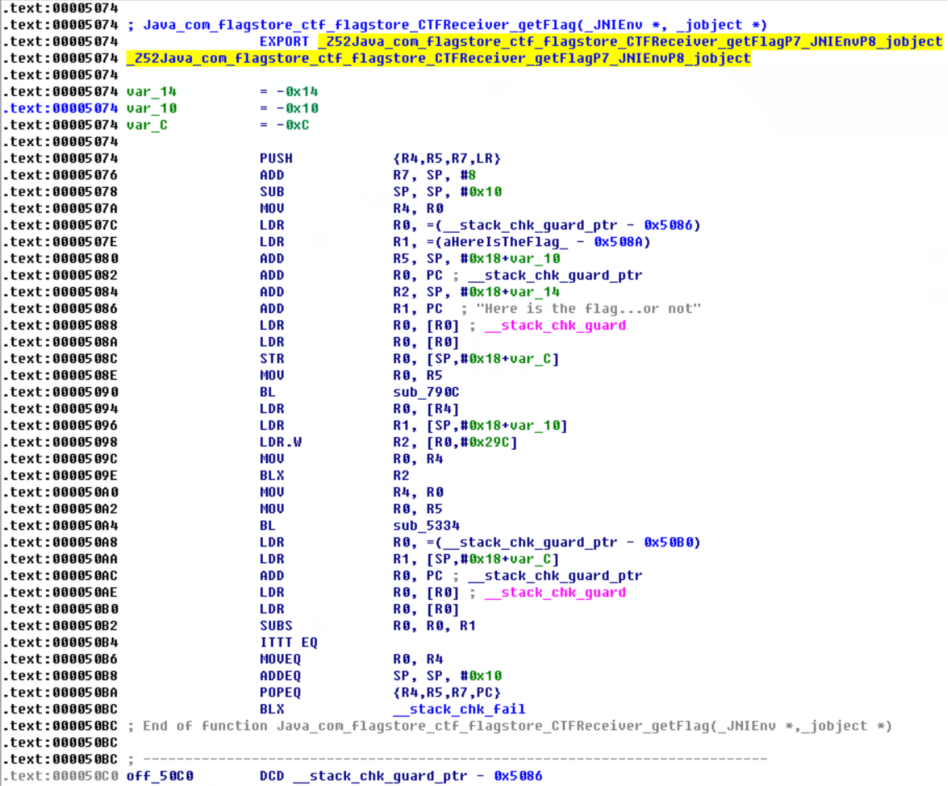 .text:00005074
.text:00005074 ; Java_com_flagstore_ctf_flagstore_CTFReceiver_getFlag(_JNIEnv *, _jobject *)
.text:00005074 EXPORT _Z52Java_com_flagstore_ctf_flagstore_CTFReceiver_getFlagP7_JNIEnvP8_jobject
.text:00005074 _Z52Java_com_flagstore_ctf_flagstore_CTFReceiver_getFlagP7_JNIEnvP8_jobject
.text:00005074
.text:00005074 var_14 = -0x14
.text:00005074 var_10 = -0x10
.text:00005074 var_C = -0xC
.text:00005074
.text:00005074 PUSH {R4,R5,R7,LR}
.text:00005076 ADD R7, SP, #8
.text:00005078 SUB SP, SP, #0x10
.text:0000507A MOV R4, R0
.text:0000507C LDR R0, =(__stack_chk_guard_ptr - 0x5086)
.text:0000507E LDR R1, =(aHereIsTheFlag_ - 0x508A)
.text:00005080 ADD R5, SP, #0x18+var_10
.text:00005082 ADD R0, PC ; __stack_chk_guard_ptr
.text:00005084 ADD R2, SP, #0x18+var_14
.text:00005086 ADD R1, PC ; "Here is the flag...or not"
.text:00005088 LDR R0, [R0] ; __stack_chk_guard
.text:0000508A LDR R0, [R0]
.text:0000508C STR R0, [SP,#0x18+var_C]
.text:0000508E MOV R0, R5
.text:00005090 BL sub_790C
.text:00005094 LDR R0, [R4]
.text:00005096 LDR R1, [SP,#0x18+var_10]
.text:00005098 LDR.W R2, [R0,#0x29C]
.text:0000509C MOV R0, R4
.text:0000509E BLX R2
.text:000050A0 MOV R4, R0
.text:000050A2 MOV R0, R5
.text:000050A4 BL sub_5334
.text:000050A8 LDR R0, =(__stack_chk_guard_ptr - 0x50B0)
.text:000050AA LDR R1, [SP,#0x18+var_C]
.text:000050AC ADD R0, PC ; __stack_chk_guard_ptr
.text:000050AE LDR R0, [R0] ; __stack_chk_guard
.text:000050B0 LDR R0, [R0]
.text:000050B2 SUBS R0, R0, R1
.text:000050B4 ITTT EQ
.text:000050B6 MOVEQ R0, R4
.text:000050B8 ADDEQ SP, SP, #0x10
.text:000050BA POPEQ {R4,R5,R7,PC}
.text:000050BC BLX __stack_chk_fail
.text:000050BC ; End of function Java_com_flagstore_ctf_flagstore_CTFReceiver_getFlag(_JNIEnv *,_jobject *)
.text:000050BC
.text:000050BC ; ---------------------------------------------------------------------------
.text:000050C0 off_50C0 DCD __stack_chk_guard_ptr - 0x5086